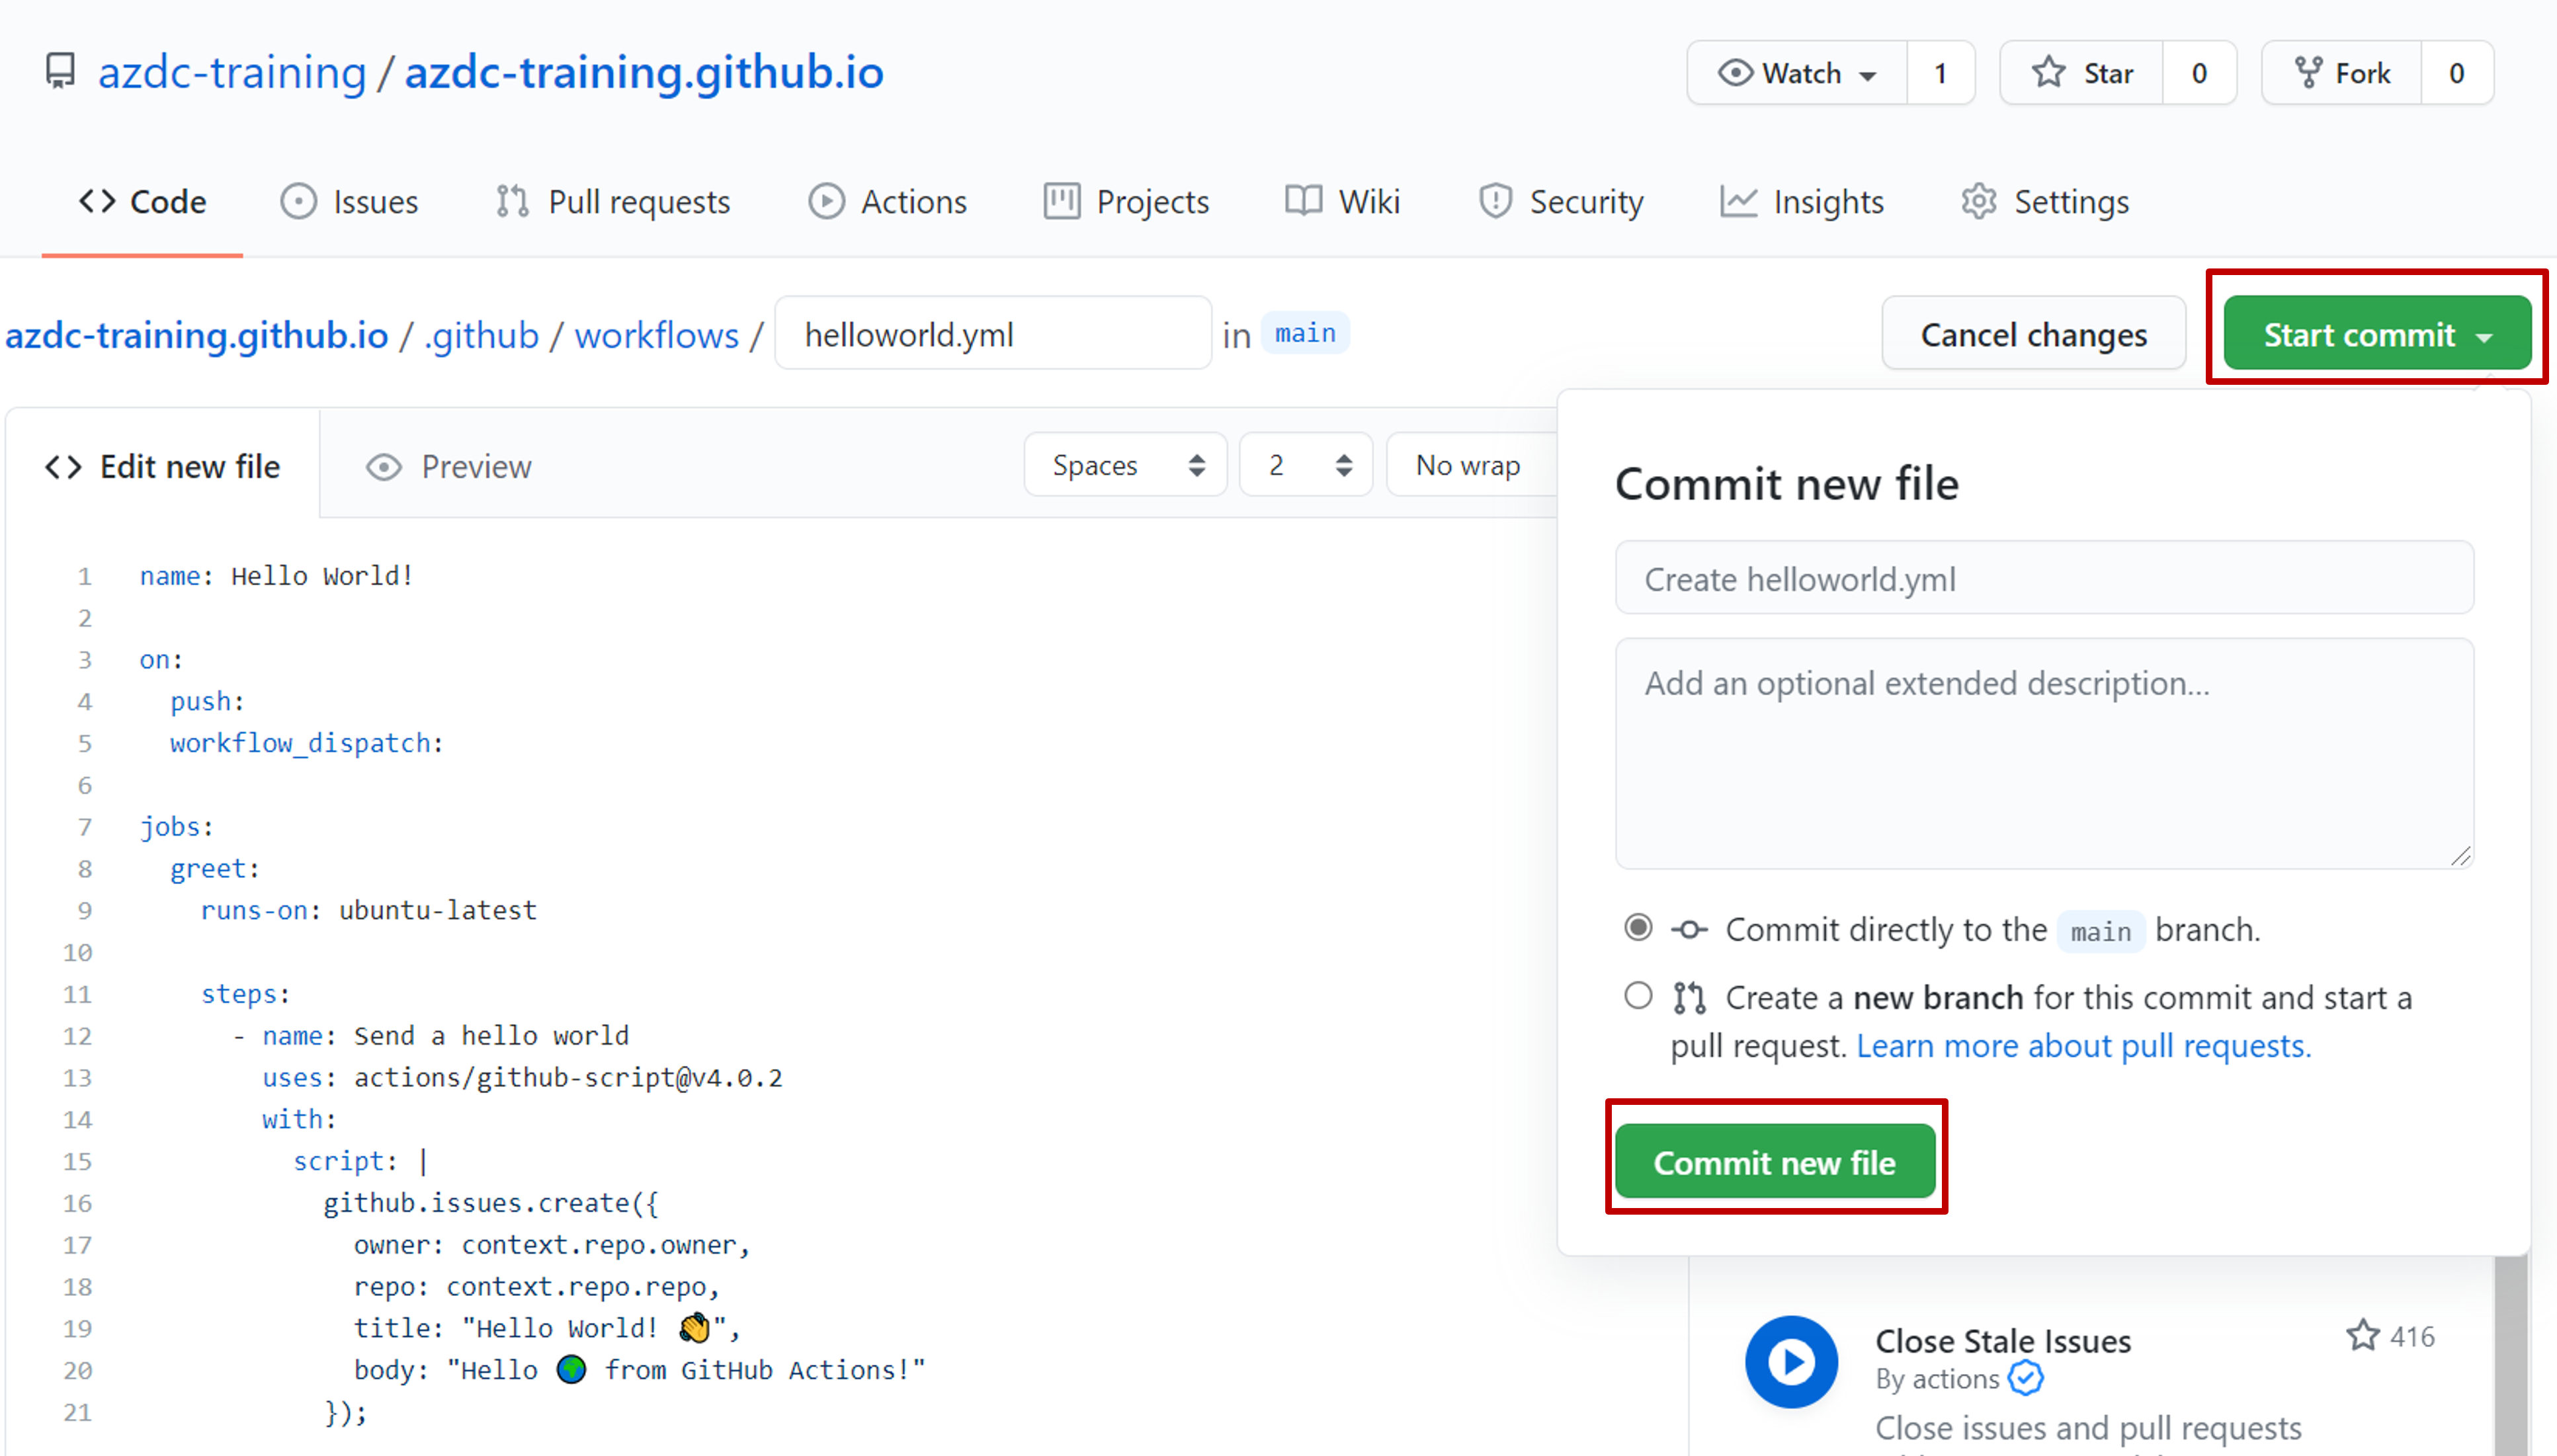 azdc-training / azdc-training.github.io
Watch 1 Star 0 Fork 0
Code Issues Pull requests Actions Projects Wiki Security Insights Settings
azdc-training.github.io / .github / workflows / helloworld.yml in main
Cancel changes Start commit
Edit new file Preview Spaces 2 No wrap
1 name: Hello World!
2
3 on:
4 push:
5 workflow_dispatch:
6
7 jobs:
8 greet:
9 runs-on: ubuntu-latest
10
11 steps:
12 - name: Send a hello world
13 uses: actions/github-script@v4.0.2
14 with:
15 script: |
16 github.issues.create({
17 owner: context.repo.owner,
18 repo: context.repo.repo,
19 title: "Hello World! 👋",
20 body: "Hello 🌍 from GitHub Actions!"
21 });
Commit new file
Create helloworld.yml
Add an optional extended description...
Commit directly to the main branch.
Create a new branch for this commit and start a
pull request. Learn more about pull requests.
Commit new file
Close Stale Issues 416
By actions
Close issues and pull requests